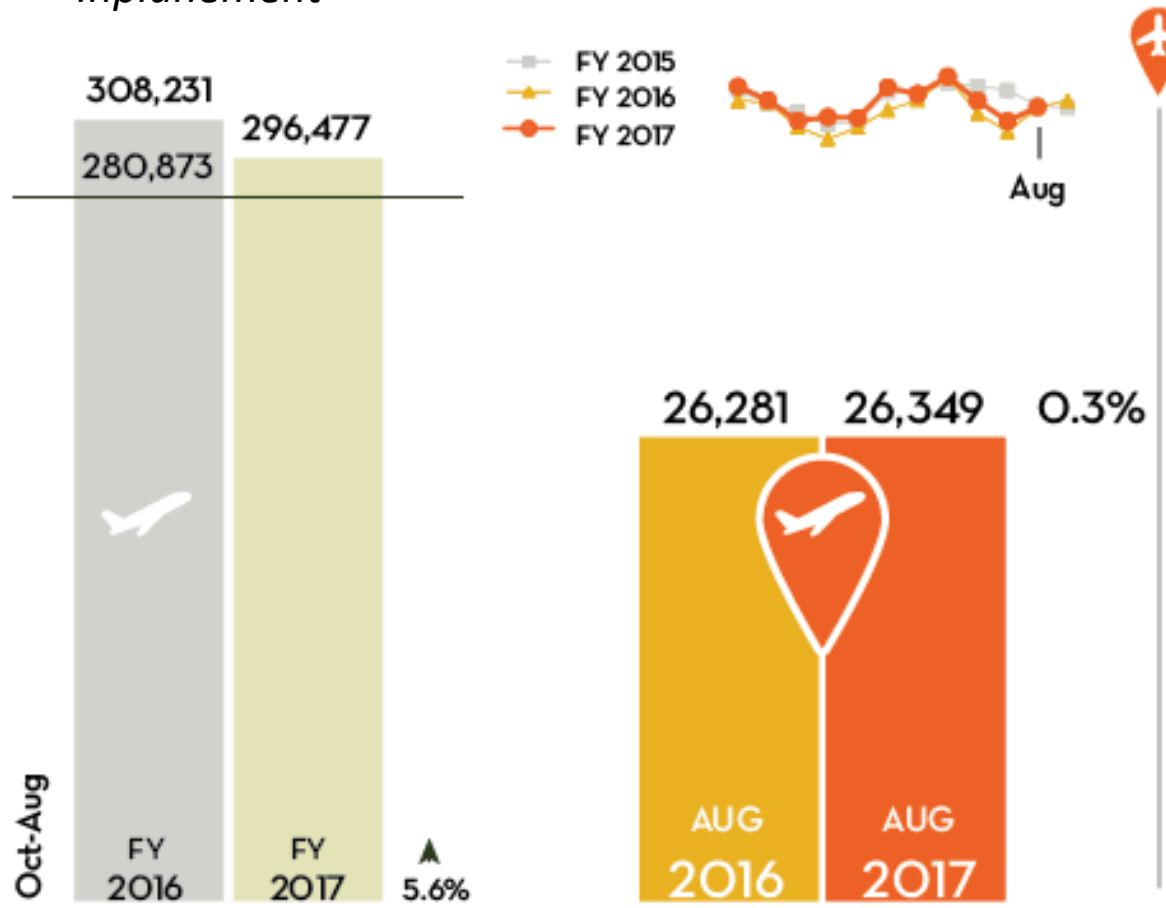 308,231
280,873
296,477
Oct-Aug
FY
2016
FY
2017
5.6%
FY 2015
FY 2016
FY 2017
Aug
26,281
26,349
0.3%
AUG
2016
AUG
2017